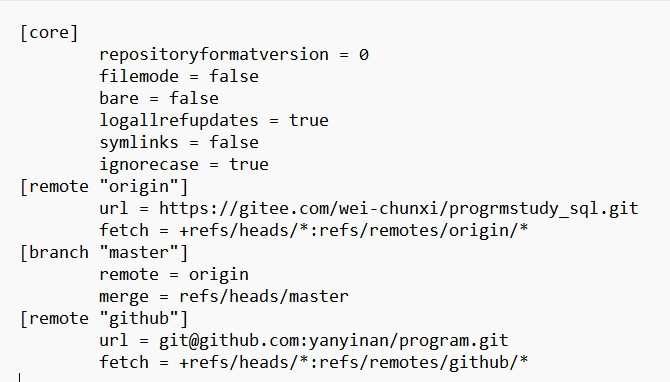 [core]
        repositoryformatversion = 0
        filemode = false
        bare = false
        logallrefupdates = true
        symlinks = false
        ignorecase = true
[remote "origin"]
        url = https://gitee.com/wei-chunxi/progrmstudy_sql.git
        fetch = +refs/heads/*:refs/remotes/origin/*
[branch "master"]
        remote = origin
        merge = refs/heads/master
[remote "github"]
        url = git@github.com:yanyinan/program.git
        fetch = +refs/heads/*:refs/remotes/github/*